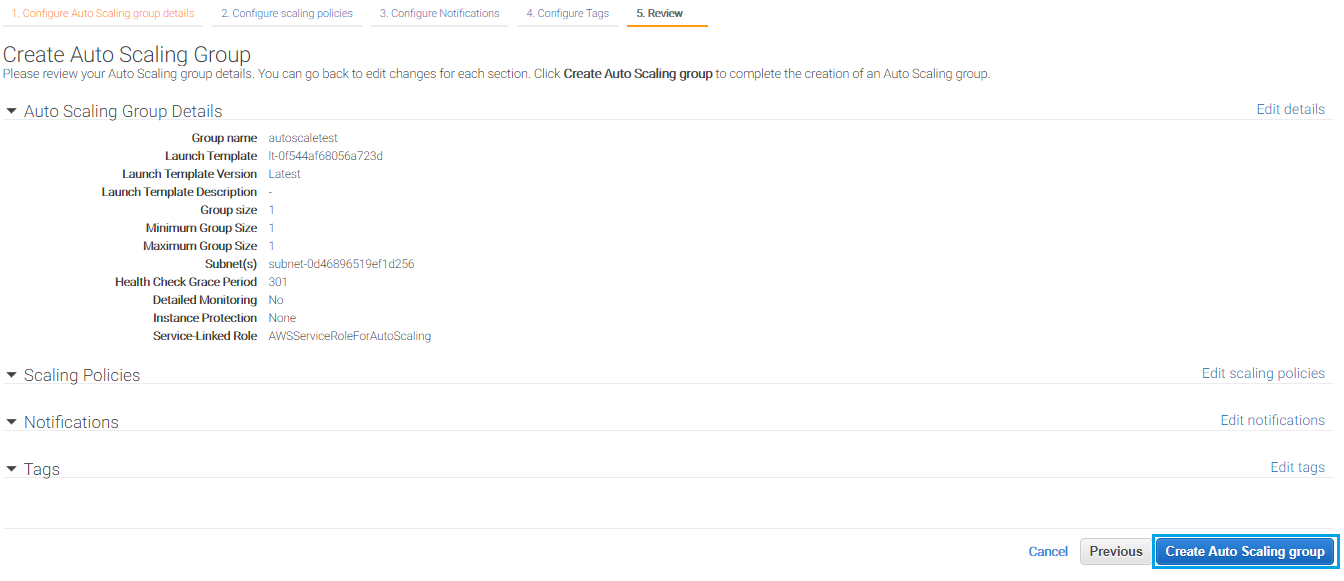 1. Configure Auto Scaling group details 2. Configure scaling policies 3. Configure Notifications 4. Configure Tags 5. Review
Create Auto Scaling Group
Please review your Auto Scaling group details. You can go back to edit changes for each section. Click Create Auto Scaling group to complete the creation of an Auto Scaling group.
Auto Scaling Group Details Edit details
Group name autoscaletest
Launch Template lt-0f544af68056a723d
Launch Template Version Latest
Launch Template Description -
Group size 1
Minimum Group Size 1
Maximum Group Size 1
Subnet(s) subnet-0d46896519ef1d256
Health Check Grace Period 301
Detailed Monitoring No
Instance Protection None
Service-Linked Role AWSServiceRoleForAutoScaling
Scaling Policies Edit scaling policies
Notifications Edit notifications
Tags Edit tags
Cancel Previous Create Auto Scaling group